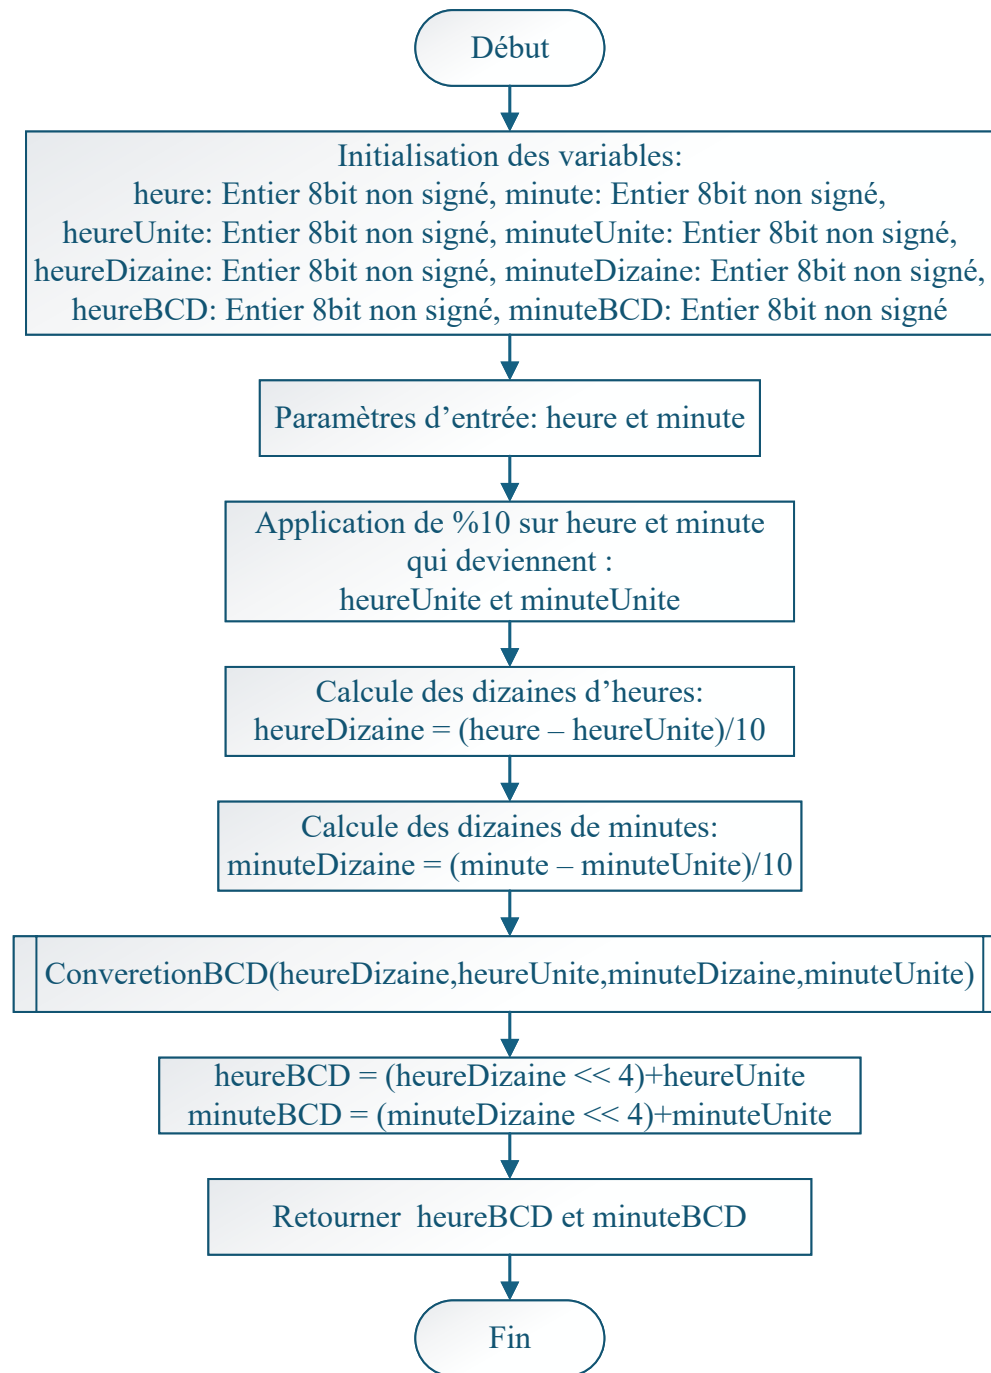 Début
Initialisation des variables:
heure: Entier 8bit non signé, minute: Entier 8bit non signé,
heureUnite: Entier 8bit non signé, minuteUnite: Entier 8bit non signé,
heureDizaine: Entier 8bit non signé, minuteDizaine: Entier 8bit non signé,
heureBCD: Entier 8bit non signé, minuteBCD: Entier 8bit non signé
Paramètres d’entrée: heure et minute
Application de %10 sur heure et minute
qui deviennent :
heureUnite et minuteUnite
Calcule des dizaines d’heures:
heureDizaine = (heure – heureUnite)/10
Calcule des dizaines de minutes:
minuteDizaine = (minute – minuteUnite)/10
ConveretionBCD(heureDizaine,heureUnite,minuteDizaine,minuteUnite)
heureBCD = (heureDizaine << 4)+heureUnite
minuteBCD = (minuteDizaine << 4)+minuteUnite
Retourner heureBCD et minuteBCD
Fin